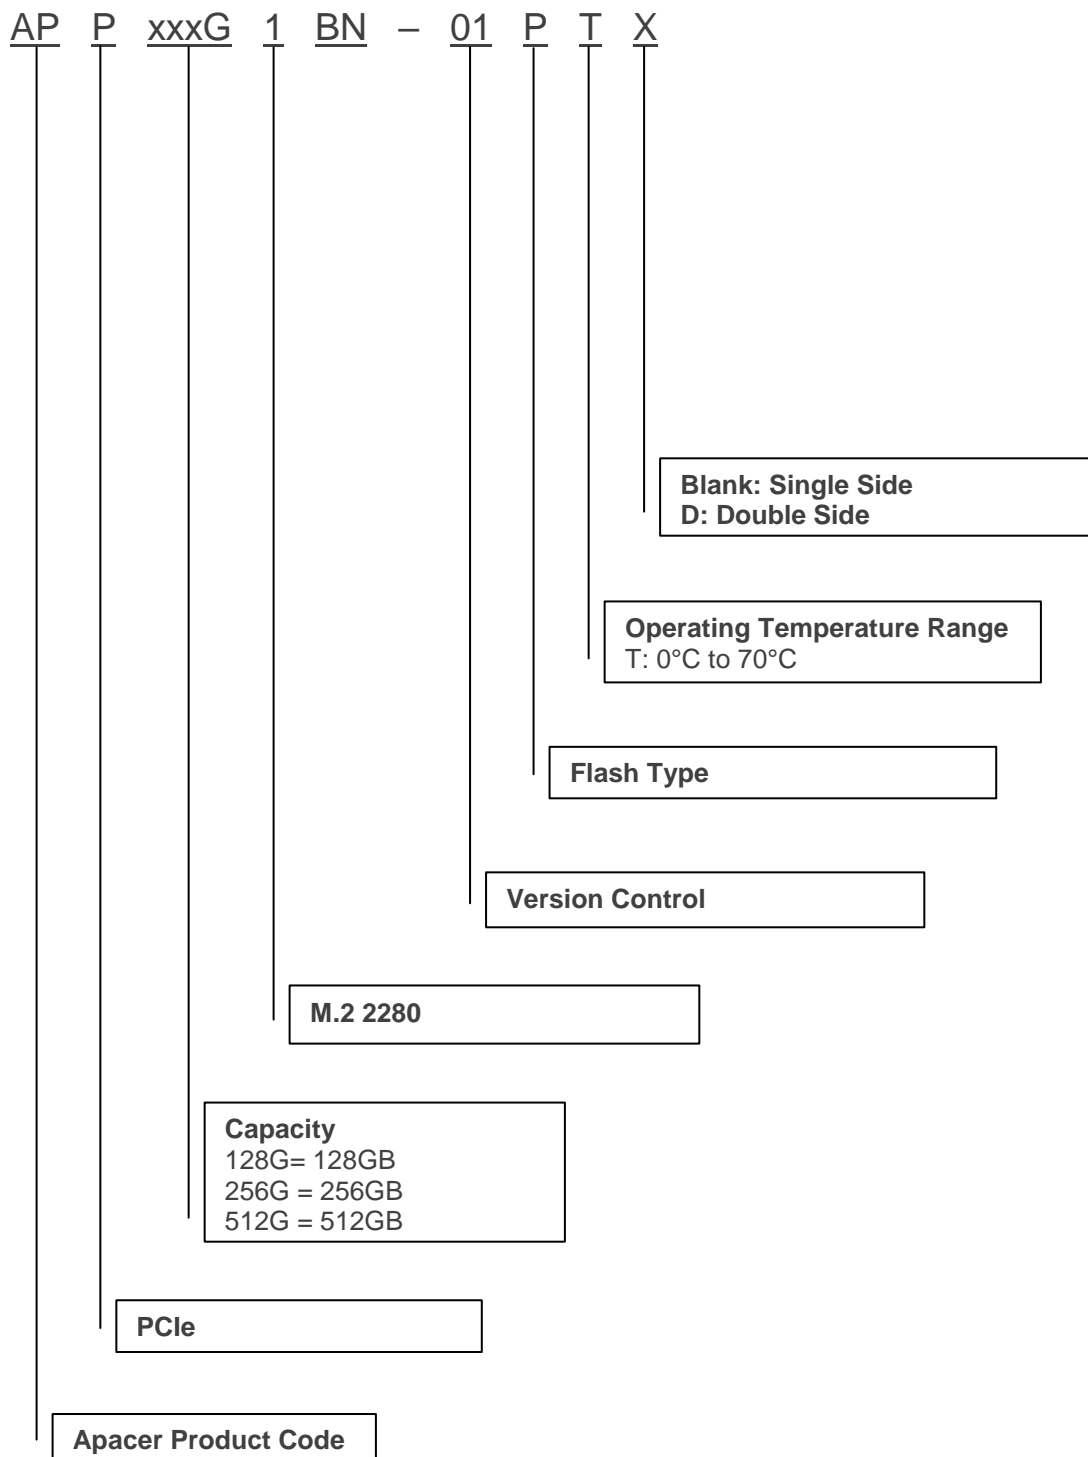 AP P xxxG 1 BN – 01 P T X
Blank: Single Side
D: Double Side
Operating Temperature Range
T: 0°C to 70°C
Flash Type
Version Control
M.2 2280
Capacity
128G= 128GB
256G = 256GB
512G = 512GB
PCIe
Apacer Product Code